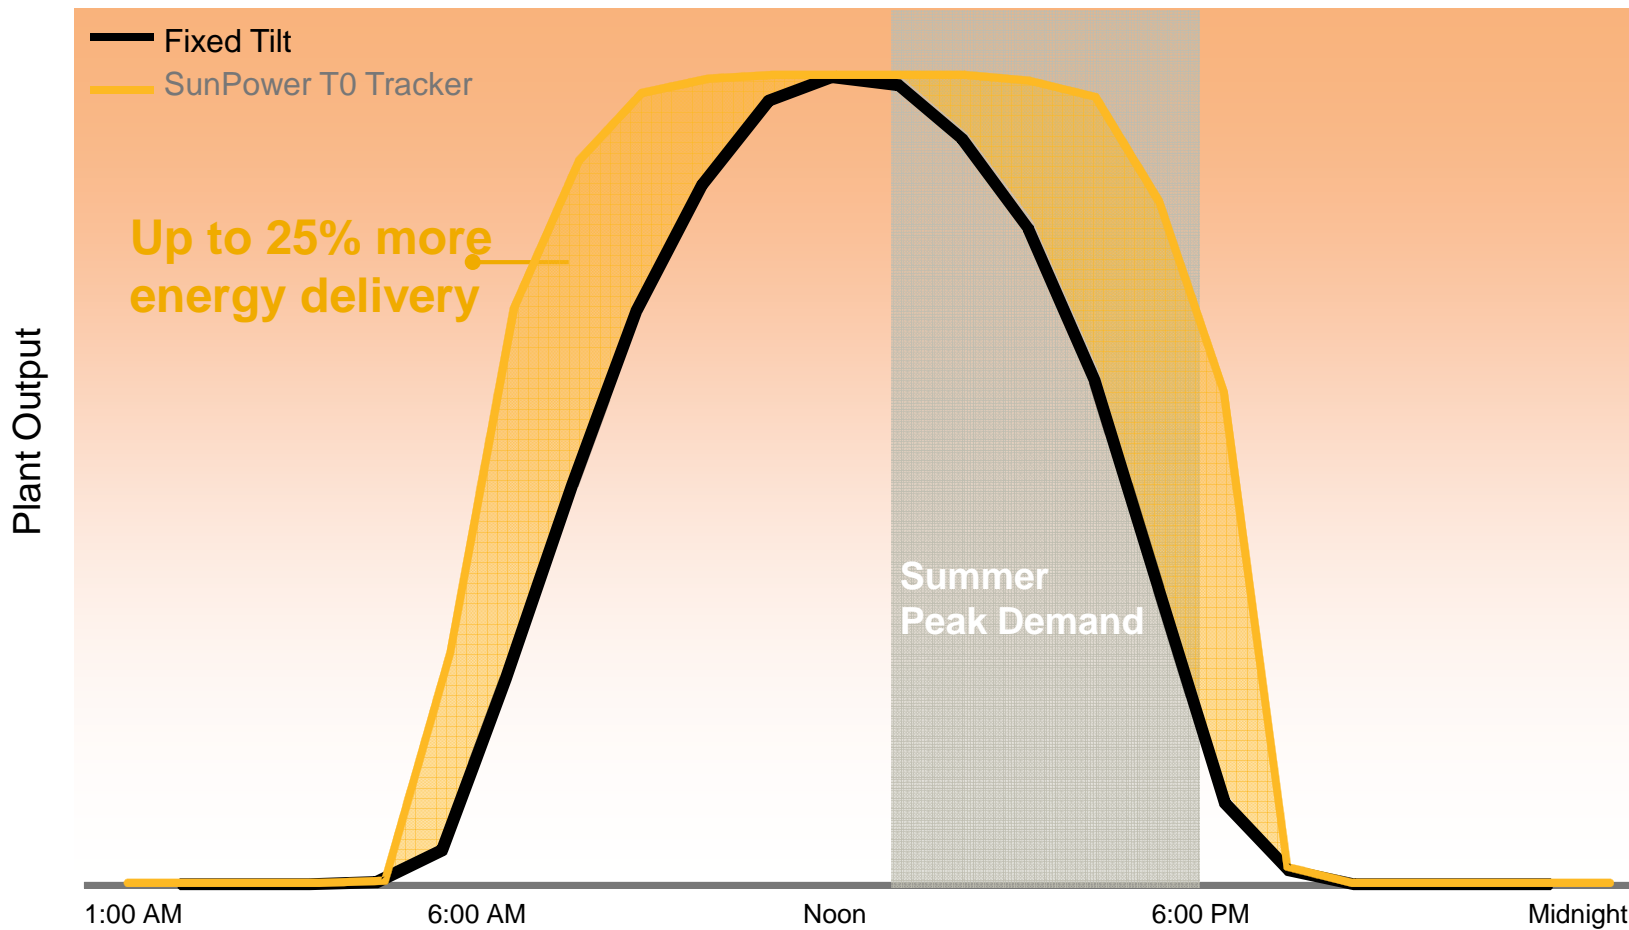 Fixed Tilt
SunPower T0 Tracker
Up to 25% more
energy delivery
Plant Output
Summer
Peak Demand
1:00 AM
6:00 AM
Noon
6:00 PM
Midnight